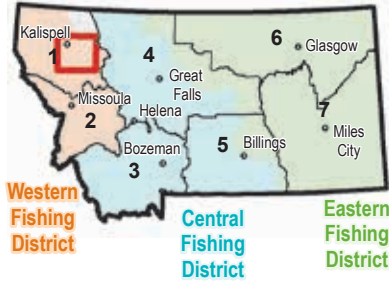 Kalispell
1
4
6
Glasgow
Great
Falls
Missoula
Helena
2
7
Miles
City
Bozeman
3
5
Billings
Western
Fishing
District
Central
Fishing
District
Eastern
Fishing
District